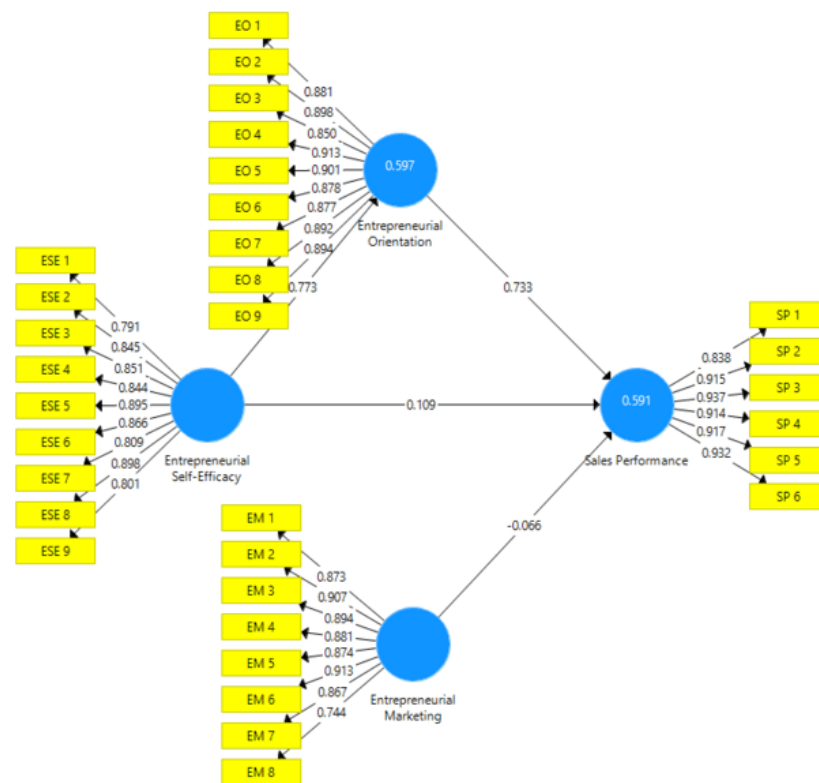 EO 1
EO 2
EO 3
EO 4
EO 5
EO 6
EO 7
EO 8
EO 9
0.881
0.898
0.850
0.913
0.901
0.878
0.877
0.892
0.894
0.597
Entrepreneurial
Orientation
0.773
0.733
ESE 1
ESE 2
ESE 3
ESE 4
ESE 5
ESE 6
ESE 7
ESE 8
ESE 9
0.791
0.845
0.851
0.844
0.895
0.866
0.809
0.898
0.801
Entrepreneurial
Self-Efficacy
0.109
0.591
Sales Performance
0.838
0.915
0.937
0.914
0.917
0.932
SP 1
SP 2
SP 3
SP 4
SP 5
SP 6
-0.066
EM 1
EM 2
EM 3
EM 4
EM 5
EM 6
EM 7
EM 8
0.873
0.907
0.894
0.881
0.874
0.913
0.867
0.744
Entrepreneurial
Marketing